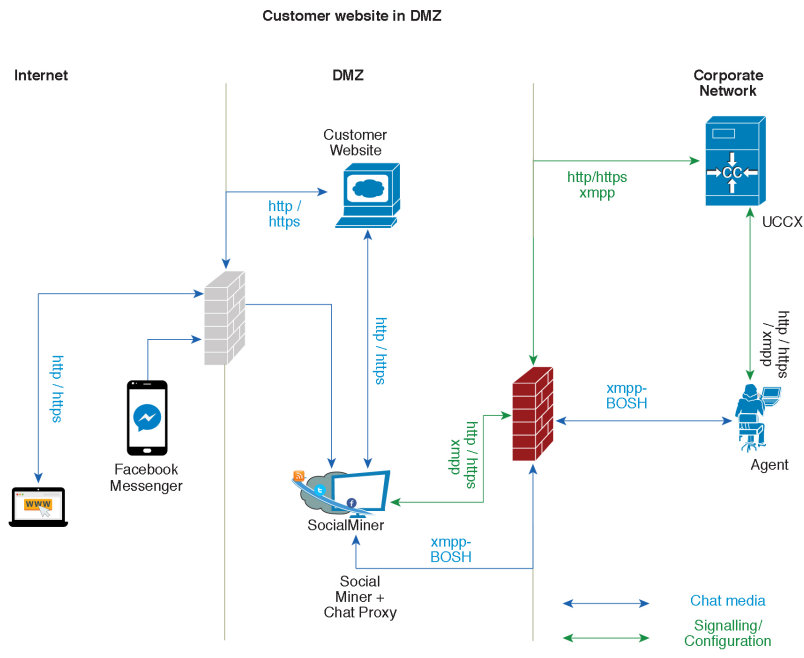 Customer website in DMZ
Internet
DMZ
Corporate
Network
Customer
Website
http /
https
http/https
xmpp
CC
UCCX
http / https
http / https
http / https
/ xmpp
xmpp-
BOSH
http / https
xmpp
Facebook
Messenger
Agent
WWW
SocialMiner
xmpp-
BOSH
Social
Miner +
Chat Proxy
Chat media
Signalling/
Configuration